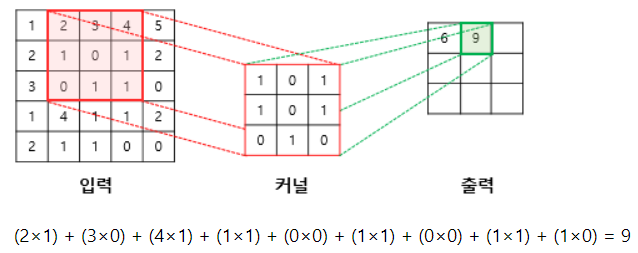 1 2 3 4 5
2 1 0 1 2
3 0 1 1 0
1 4 1 1 2
2 1 1 0 0
입력
1 0 1
1 0 1
0 1 0
커널
6 9
출력
(2×1) + (3×0) + (4×1) + (1×1) + (0×0) + (1×1) + (0×0) + (1×1) + (1×0) = 9